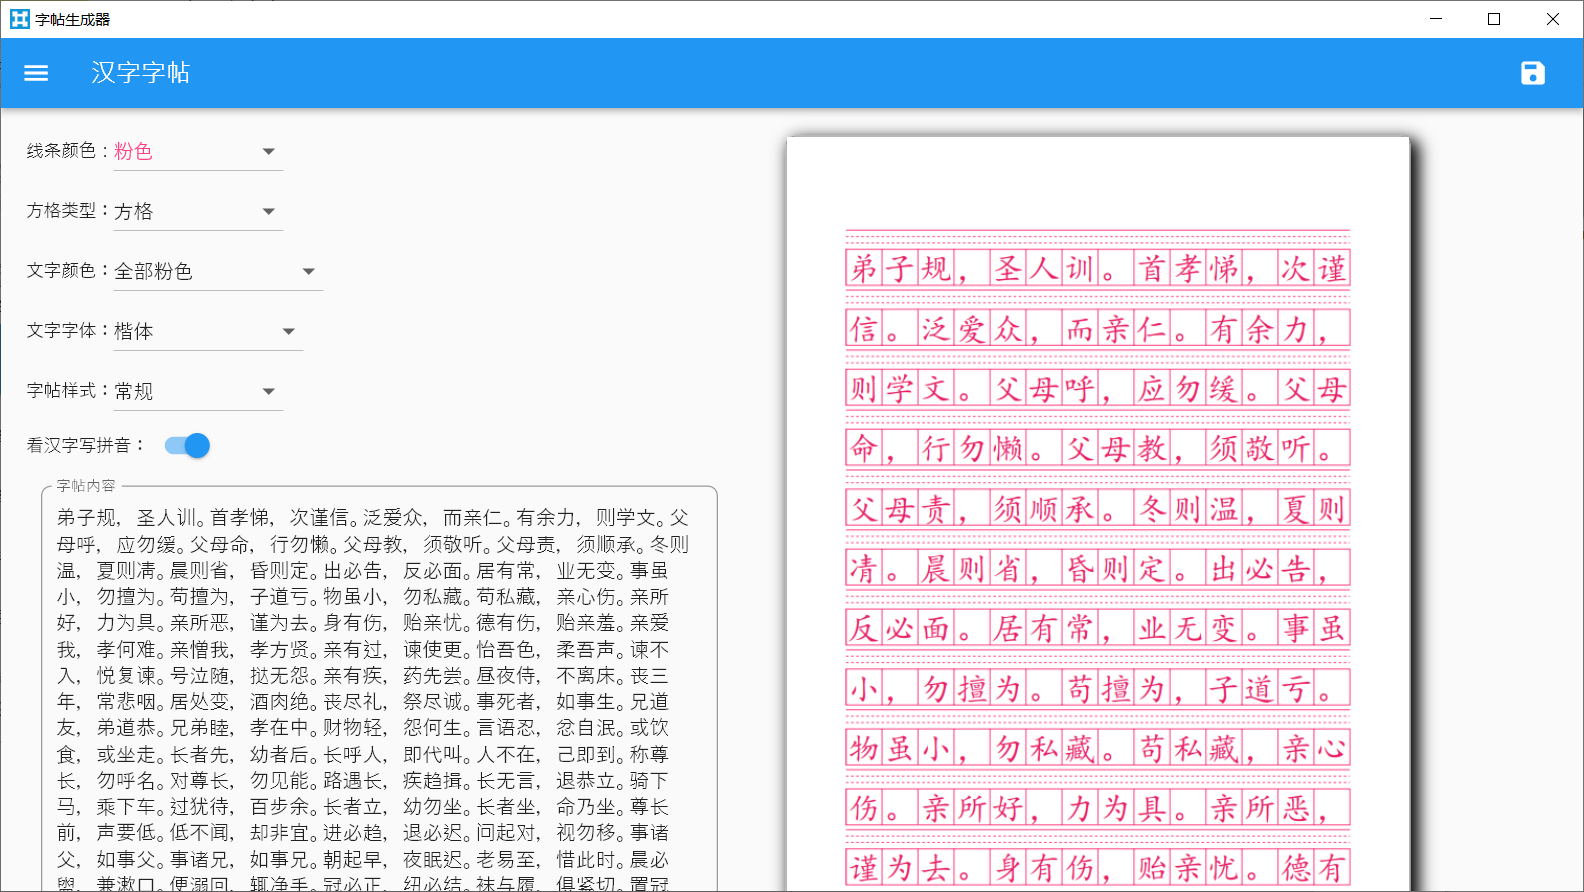 字帖生成器
汉字字帖
线条颜色：粉色
方格类型：方格
文字颜色：全部粉色
文字字体：楷体
字帖样式：常规
看汉字写拼音：
字帖内容
弟子规，圣人训。首孝悌，次谨信。泛爱众，而亲仁。有余力，则学文。父
母呼，应勿缓。父母命，行勿懒。父母教，须敬听。父母责，须顺承。冬则
温，夏则凊。晨则省，昏则定。出必告，反必面。居有常，业无变。事虽
小，勿擅为。苟擅为，子道亏。物虽小，勿私藏。苟私藏，亲心伤。亲所
好，力为具。亲所恶，谨为去。身有伤，贻亲忧。德有伤，贻亲羞。亲爱
我，孝何难。亲憎我，孝方贤。亲有过，谏使更。怡吾色，柔吾声。谏不
入，悦复谏。号泣随，挞无怨。亲有疾，药先尝。昼夜侍，不离床。丧三
年，常悲咽。居处变，酒肉绝。丧尽礼，祭尽诚。事死者，如事生。兄道
友，弟道恭。兄弟睦，孝在中。财物轻，怨何生。言语忍，忿自泯。或饮
食，或坐走。长者先，幼者后。长呼人，即代叫。人不在，己即到。称尊
长，勿呼名。对尊长，勿见能。路遇长，疾趋揖。长无言，退恭立。骑下
马，乘下车。过犹待，百步余。长者立，幼勿坐。长者坐，命乃坐。尊长
前，声要低。低不闻，却非宜。进必趋，退必迟。问起对，视勿移。事诸
父，如事父。事诸兄，如事兄。朝起早，夜眠迟。老易至，惜此时。晨必
盥，兼漱口。便溺回，辄净手。冠必正，纽必结。袜与履，俱紧切。置冠
弟子规，圣人训。首孝悌，次谨
信。泛爱众，而亲仁。有余力，
则学文。父母呼，应勿缓。父母
命，行勿懒。父母教，须敬听。
父母责，须顺承。冬则温，夏则
凊。晨则省，昏则定。出必告，
反必面。居有常，业无变。事虽
小，勿擅为。苟擅为，子道亏。
物虽小，勿私藏。苟私藏，亲心
伤。亲所好，力为具。亲所恶，
谨为去。身有伤，贻亲忧。德有